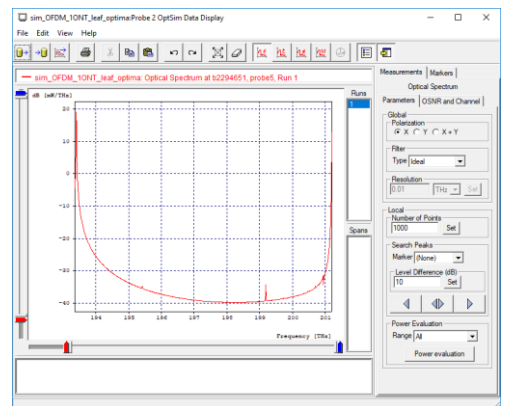 sim_OFDM_1ONT_leaf_optima:Probe 2 OptSim Data Display
File Edit View Help
sim_OFDM_1ONT_leaf_optima: Optical Spectrum at b2294651, probe5, Run 1
dB [mW/THz]
20
10
0
-10
-20
-30
-40
194 195 196 197 198 199 200 201
Frequency [THz]
Runs
1
Spans
Measurements Markers
Optical Spectrum
Parameters OSNR and Channel
Global
Polarization
X Y X+Y
Filter
Type Ideal
Resolution
0.01 THz Set
Local
Number of Points
1000 Set
Search Peaks
Marker (None)
Level Difference (dB)
10 Set
Power Evaluation
Range All
Power evaluation